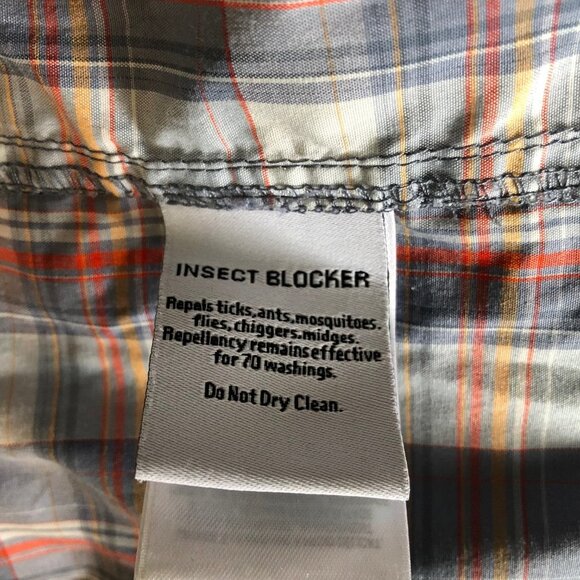 INSECT BLOCKER
Repels ticks, ants, mosquitoes,
flies, chiggers, midges.
Repellancy remains effective
for 70 washings.
Do Not Dry Clean.